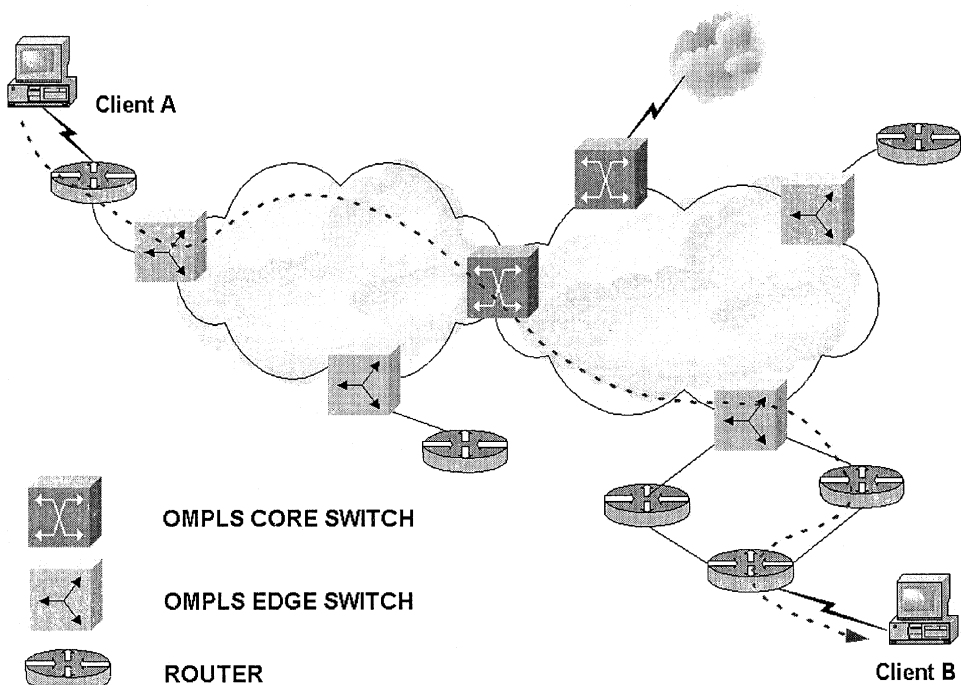 Client A
OMPLS CORE SWITCH
OMPLS EDGE SWITCH
ROUTER
Client B